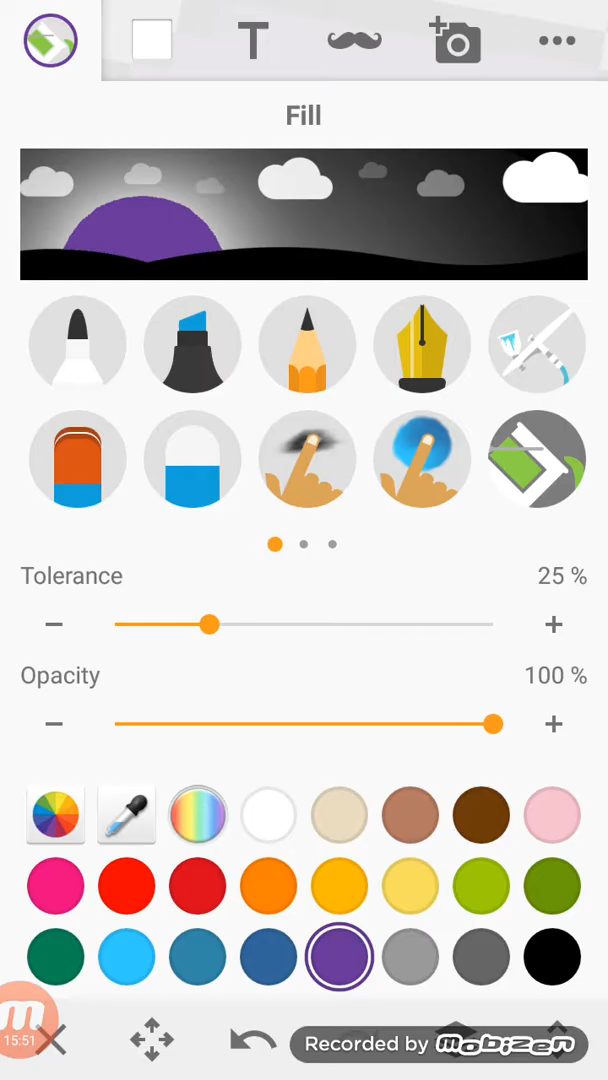 T
Fill
Tolerance 25 %
Opacity 100 %
15:51
Recorded by mobizen